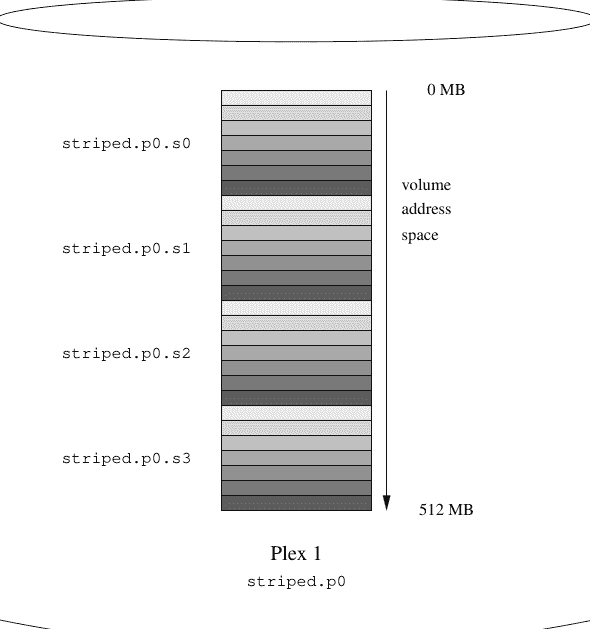 0 MB
striped.p0.s0
volume
address
space
striped.p0.s1
striped.p0.s2
striped.p0.s3
512 MB
Plex 1
striped.p0